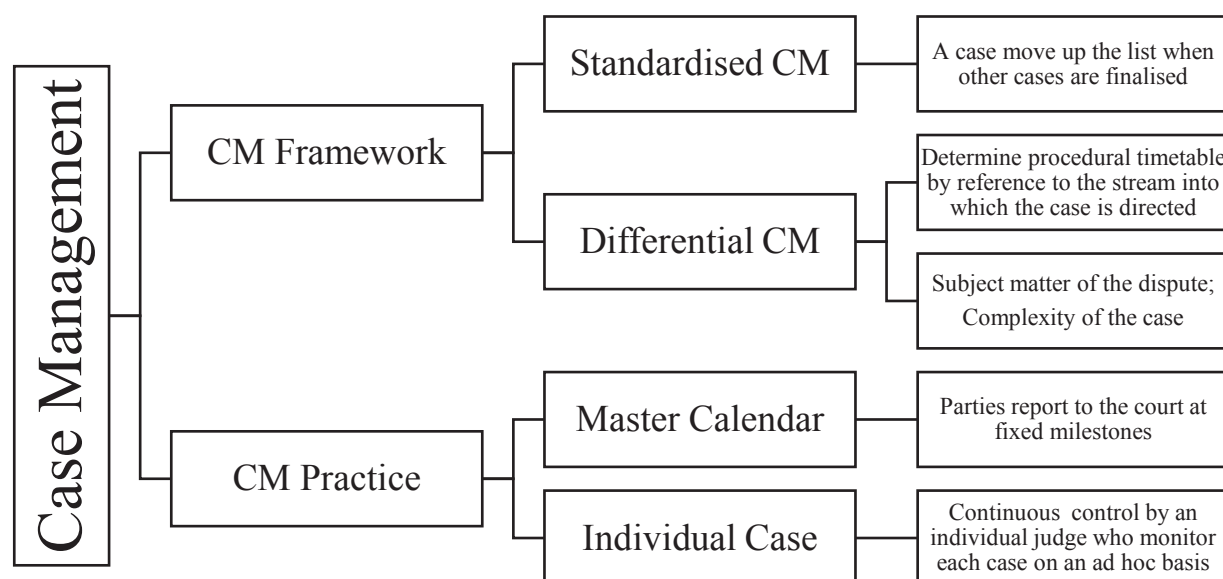 Case Management
CM Framework
Standardised CM
A case move up the list when
other cases are finalised
Differential CM
Determine procedural timetable
by reference to the stream into
which the case is directed
Subject matter of the dispute;
Complexity of the case
CM Practice
Master Calendar
Parties report to the court at
fixed milestones
Individual Case
Continuous control by an
individual judge who monitor
each case on an ad hoc basis